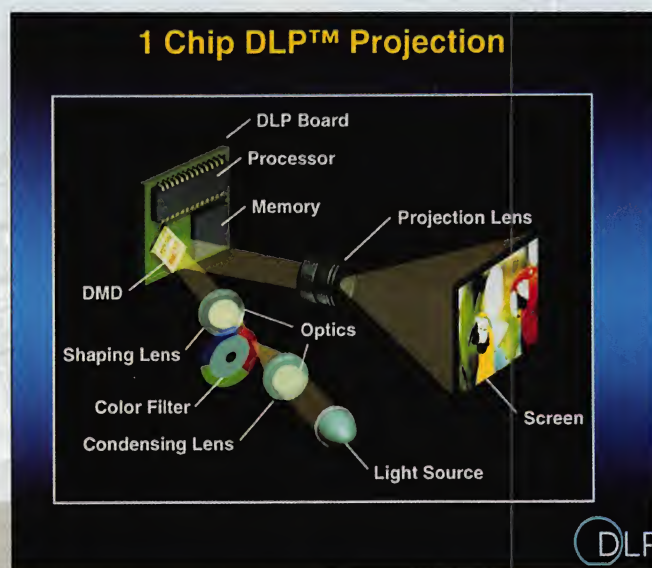 1 Chip DLP™ Projection
DLP Board
Processor
Memory
Projection Lens
DMD
Optics
Shaping Lens
Color Filter
Screen
Condensing Lens
Light Source
DLP